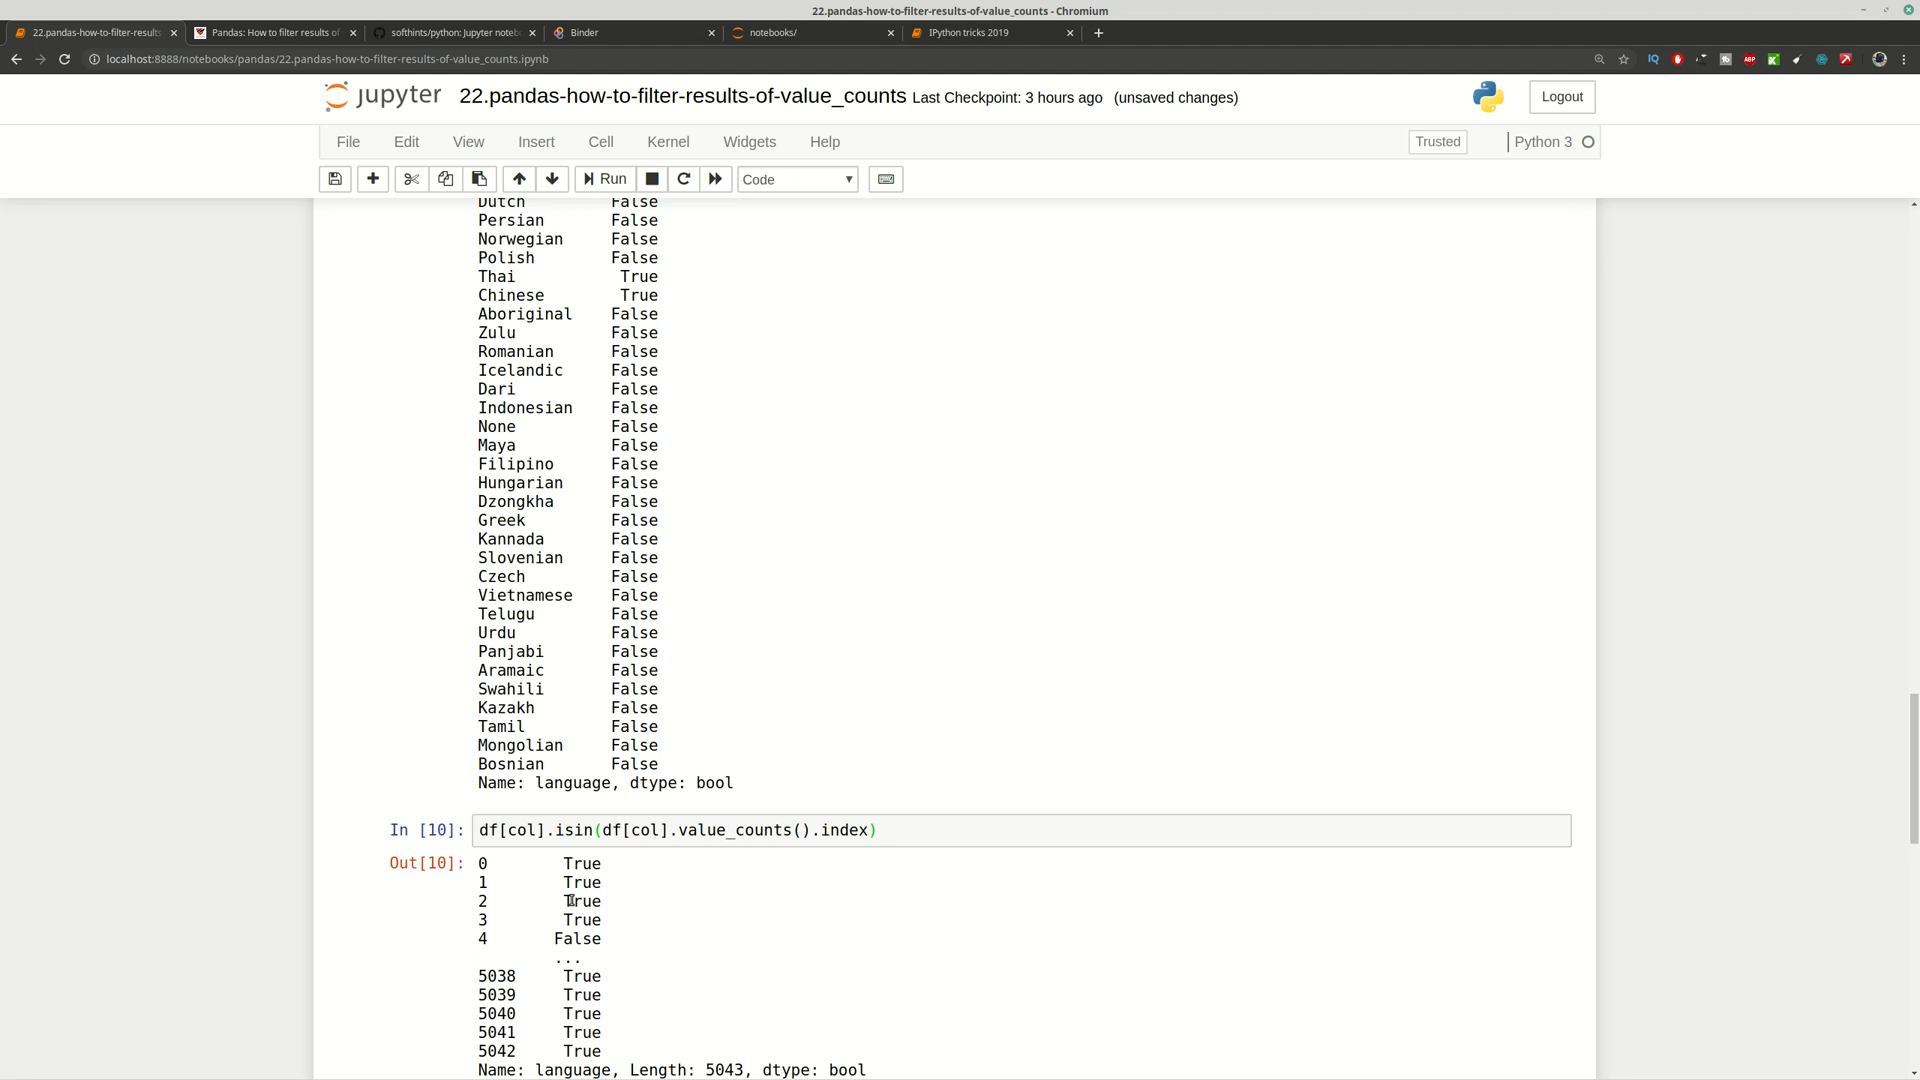 22.pandas-how-to-filter-results-of-value_counts - Chromium
22.pandas-how-to-filter-results- Pandas: How to filter results of softhints/python: Jupyter noteb Binder notebooks/ IPython tricks 2019
localhost:8888/notebooks/pandas/22.pandas-how-to-filter-results-of-value_counts.ipynb
jupyter 22.pandas-how-to-filter-results-of-value_counts Last Checkpoint: 3 hours ago (unsaved changes) Logout
File Edit View Insert Cell Kernel Widgets Help Trusted Python 3
Run Code
Dutch False
Persian False
Norwegian False
Polish False
Thai True
Chinese True
Aboriginal False
Zulu False
Romanian False
Icelandic False
Dari False
Indonesian False
None False
Maya False
Filipino False
Hungarian False
Dzongkha False
Greek False
Kannada False
Slovenian False
Czech False
Vietnamese False
Telugu False
Urdu False
Panjabi False
Aramaic False
Swahili False
Kazakh False
Tamil False
Mongolian False
Bosnian False
Name: language, dtype: bool
In [10]: df[col].isin(df[col].value_counts().index)
Out[10]: 0 True
1 True
2 True
3 True
4 False
...
5038 True
5039 True
5040 True
5041 True
5042 True
Name: language, Length: 5043, dtype: bool